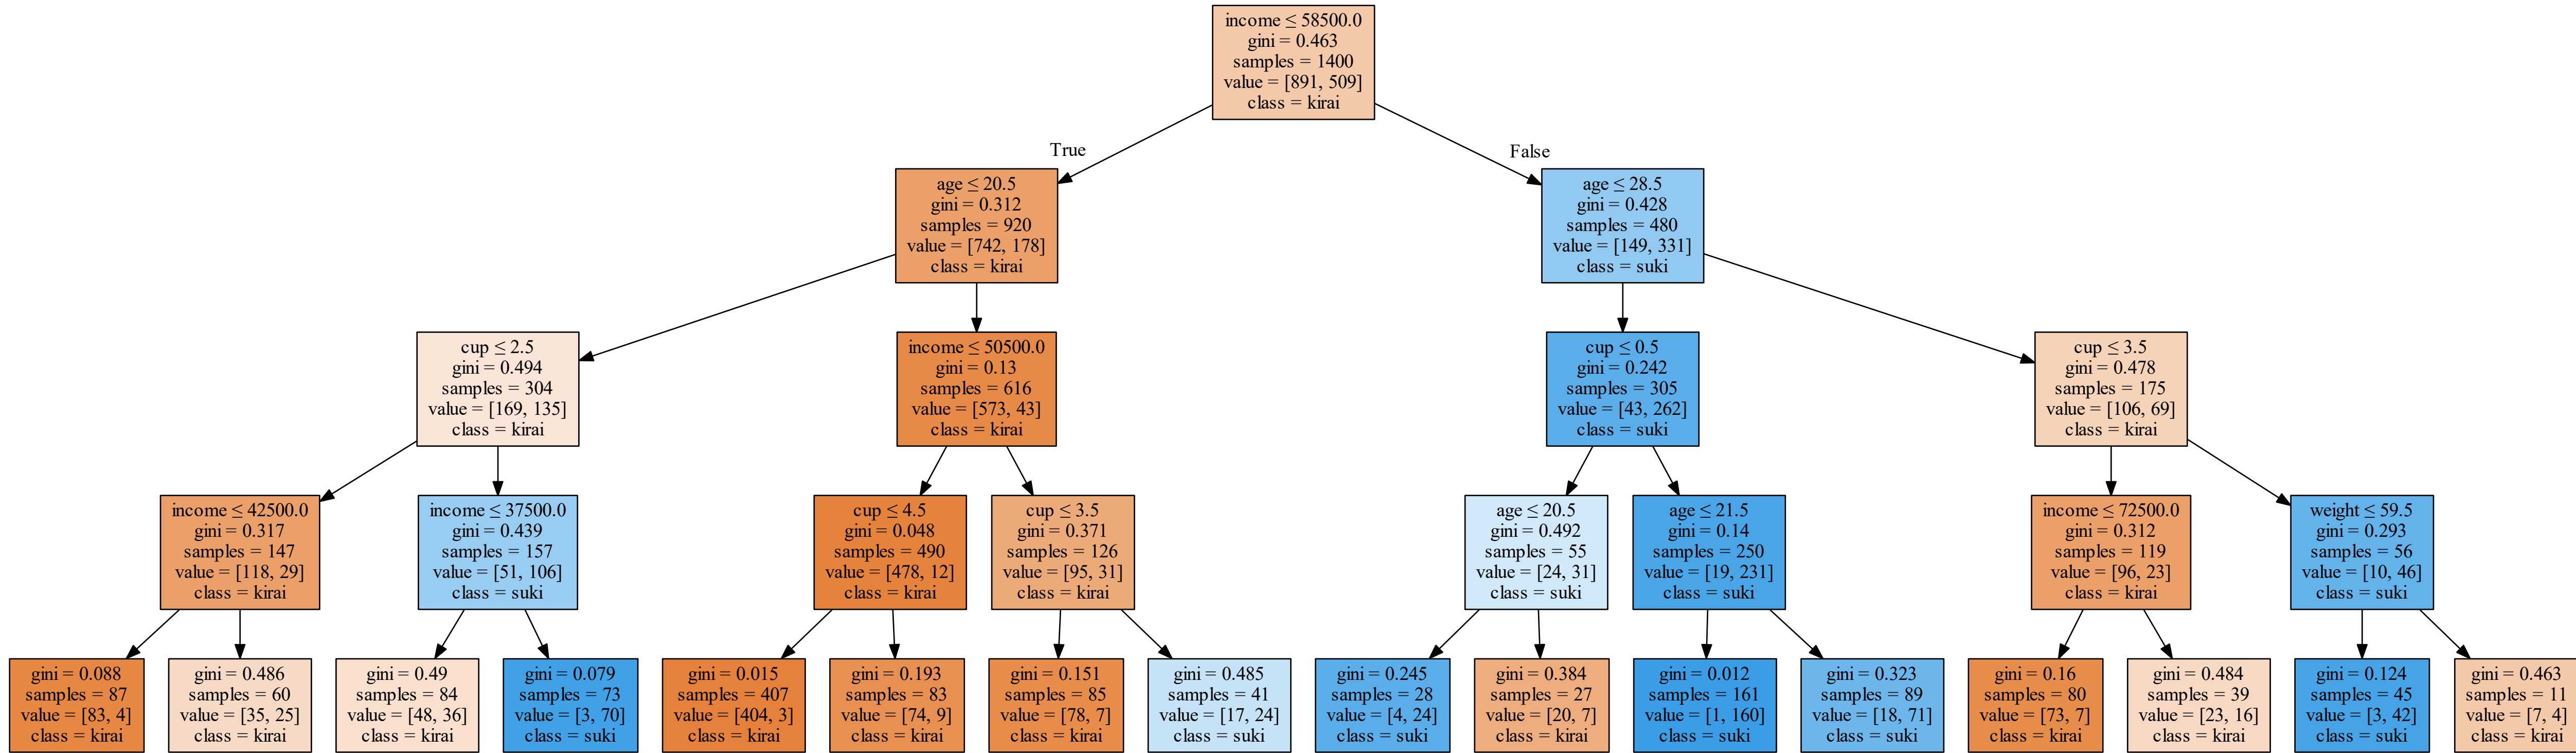 income ≤ 58500.0
gini = 0.463
samples = 1400
value = [891, 509]
class = kirai
True
False
age ≤ 20.5
gini = 0.312
samples = 920
value = [742, 178]
class = kirai
age ≤ 28.5
gini = 0.428
samples = 480
value = [149, 331]
class = suki
cup ≤ 2.5
gini = 0.494
samples = 304
value = [169, 135]
class = kirai
income ≤ 50500.0
gini = 0.13
samples = 616
value = [573, 43]
class = kirai
cup ≤ 0.5
gini = 0.242
samples = 305
value = [43, 262]
class = suki
cup ≤ 3.5
gini = 0.478
samples = 175
value = [106, 69]
class = kirai
income ≤ 42500.0
gini = 0.317
samples = 147
value = [118, 29]
class = kirai
income ≤ 37500.0
gini = 0.439
samples = 157
value = [51, 106]
class = suki
cup ≤ 4.5
gini = 0.048
samples = 490
value = [478, 12]
class = kirai
cup ≤ 3.5
gini = 0.371
samples = 126
value = [95, 31]
class = kirai
age ≤ 20.5
gini = 0.492
samples = 55
value = [24, 31]
class = suki
age ≤ 21.5
gini = 0.14
samples = 250
value = [19, 231]
class = suki
income ≤ 72500.0
gini = 0.312
samples = 119
value = [96, 23]
class = kirai
weight ≤ 59.5
gini = 0.293
samples = 56
value = [10, 46]
class = suki
gini = 0.088
samples = 87
value = [83, 4]
class = kirai
gini = 0.486
samples = 60
value = [35, 25]
class = kirai
gini = 0.49
samples = 84
value = [48, 36]
class = kirai
gini = 0.079
samples = 73
value = [3, 70]
class = suki
gini = 0.015
samples = 407
value = [404, 3]
class = kirai
gini = 0.193
samples = 83
value = [74, 9]
class = kirai
gini = 0.151
samples = 85
value = [78, 7]
class = kirai
gini = 0.485
samples = 41
value = [17, 24]
class = suki
gini = 0.245
samples = 28
value = [4, 24]
class = suki
gini = 0.384
samples = 27
value = [20, 7]
class = kirai
gini = 0.012
samples = 161
value = [1, 160]
class = suki
gini = 0.323
samples = 89
value = [18, 71]
class = suki
gini = 0.16
samples = 80
value = [73, 7]
class = kirai
gini = 0.484
samples = 39
value = [23, 16]
class = kirai
gini = 0.124
samples = 45
value = [3, 42]
class = suki
gini = 0.463
samples = 11
value = [7, 4]
class = kirai